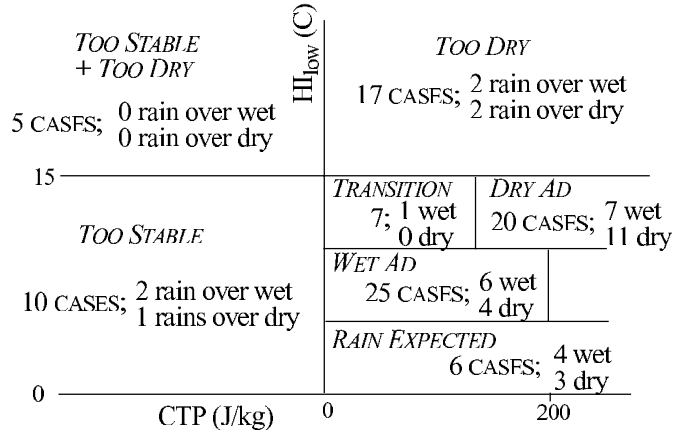 TOO STABLE
+ TOO DRY
5 CASES; 0 rain over wet
0 rain over dry
HIlow (C)
TOO DRY
17 CASES; 2 rain over wet
2 rain over dry
15
TRANSITION
7; 1 wet
0 dry
DRY AD
20 CASES; 7 wet
11 dry
TOO STABLE
10 CASES; 2 rain over wet
1 rains over dry
WET AD
25 CASES; 6 wet
4 dry
RAIN EXPECTED
6 CASES; 4 wet
3 dry
0
CTP (J/kg)
0
200